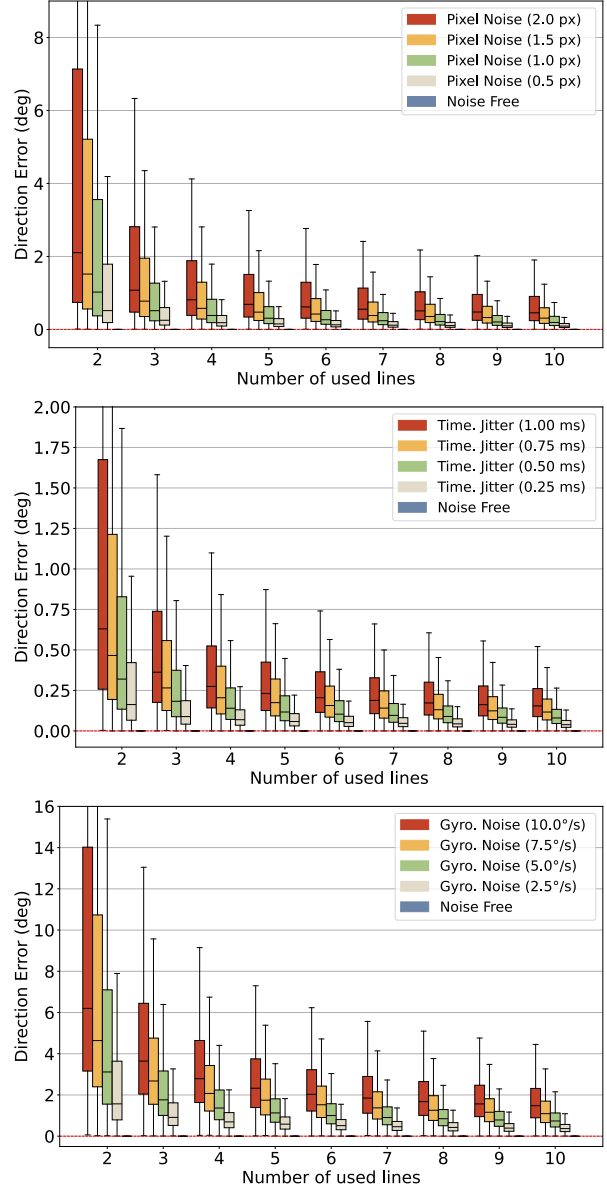 Direction Error (deg)
8
6
4
2
0
Pixel Noise (2.0 px)
Pixel Noise (1.5 px)
Pixel Noise (1.0 px)
Pixel Noise (0.5 px)
Noise Free
2 3 4 5 6 7 8 9 10
Number of used lines
Direction Error (deg)
2.00
1.75
1.50
1.25
1.00
0.75
0.50
0.25
0.00
Time. Jitter (1.00 ms)
Time. Jitter (0.75 ms)
Time. Jitter (0.50 ms)
Time. Jitter (0.25 ms)
Noise Free
2 3 4 5 6 7 8 9 10
Number of used lines
Direction Error (deg)
16
14
12
10
8
6
4
2
0
Gyro. Noise (10.0°/s)
Gyro. Noise (7.5°/s)
Gyro. Noise (5.0°/s)
Gyro. Noise (2.5°/s)
Noise Free
2 3 4 5 6 7 8 9 10
Number of used lines